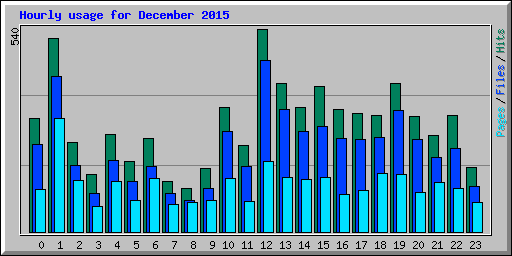 Hourly usage for December 2015
540
Pages/Files/Hits
0 1 2 3 4 5 6 7 8 9 10 11 12 13 14 15 16 17 18 19 20 21 22 23